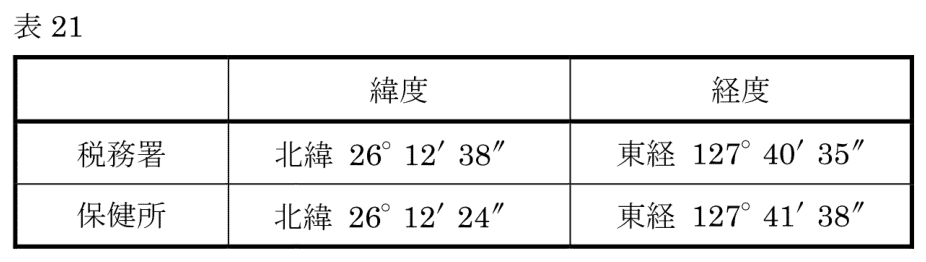 表 21
緯度 経度
税務署 北緯 26° 12′ 38″ 東経 127° 40′ 35″
保健所 北緯 26° 12′ 24″ 東経 127° 41′ 38″